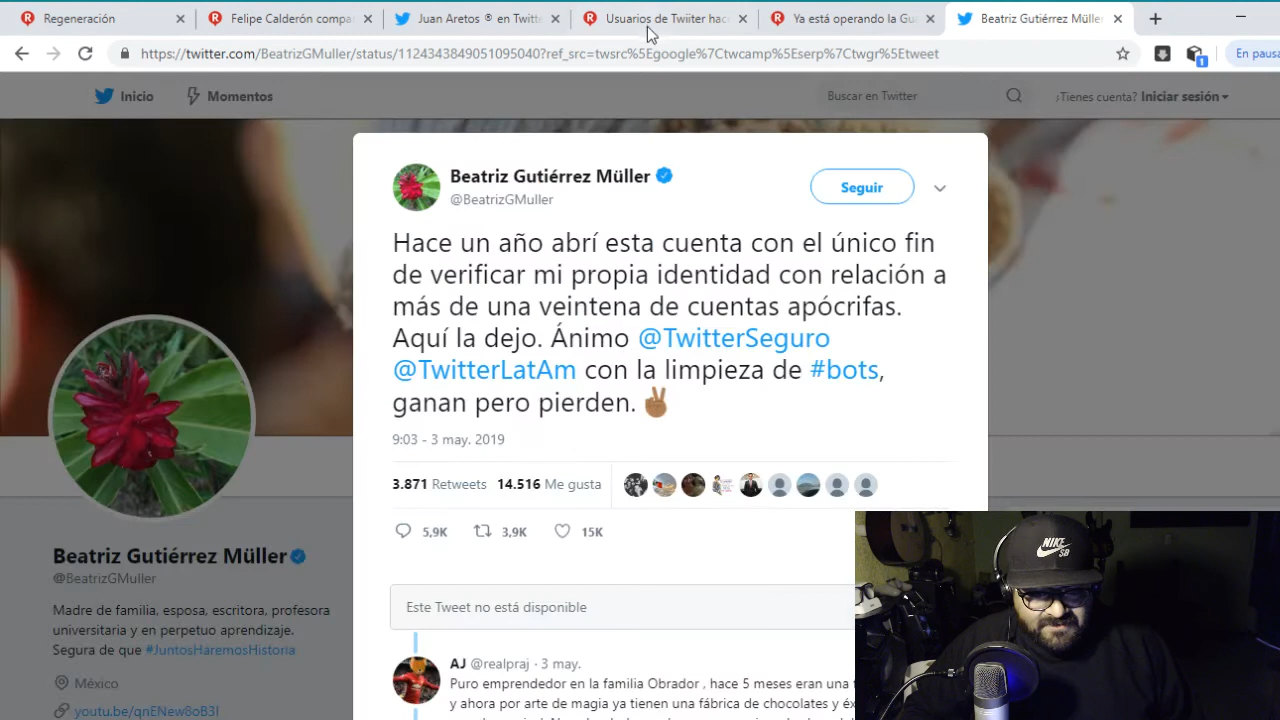 Regeneración
Felipe Calderón compa
Juan Aretos ® en Twitt
Usuarios de Twiiter hac
Ya está operando la Gu
Beatriz Gutiérrez Müller
https://twitter.com/BeatrizGMuller/status/1124343849051095040?ref_src=twsrc%5Egoogle%7Ctwcamp%5Eserp%7Ctwgr%5Etweet
1
En pausa
Inicio
Momentos
Buscar en Twitter
¿Tienes cuenta? Iniciar sesión
Beatriz Gutiérrez Müller
@BeatrizGMuller
Seguir
Hace un año abrí esta cuenta con el único fin
de verificar mi propia identidad con relación a
más de una veintena de cuentas apócrifas.
Aquí la dejo. Ánimo @TwitterSeguro
@TwitterLatAm con la limpieza de #bots,
ganan pero pierden.✌🏽
9:03 - 3 may. 2019
3.871 Retweets 14.516 Me gusta
5,9K 3,9K 15K
Este Tweet no está disponible
AJ @realpraj · 3 may.
Puro emprendedor en la familia Obrador , hace 5 meses eran una
y ahora por arte de magia ya tienen una fábrica de chocolates y
Beatriz Gutiérrez Müller
@BeatrizGMuller
Madre de familia, esposa, escritora, profesora
universitaria y en perpetuo aprendizaje.
Segura de que #JuntosHaremosHistoria
México
youtu.be/qnENew8oB3I
NIKE
SB